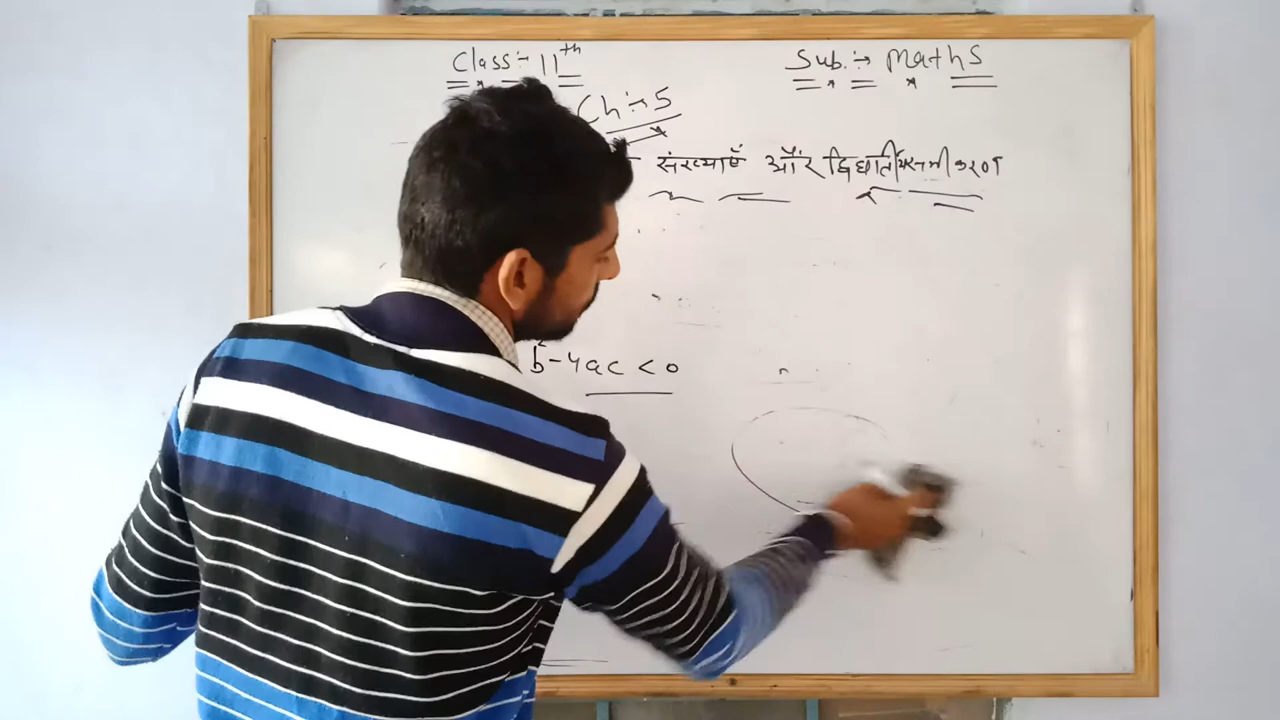 Class:- 11th
Sub.:→ Maths
Ch:-5
संख्याएँ और द्विघातीय समीकरण
b²-4ac < 0